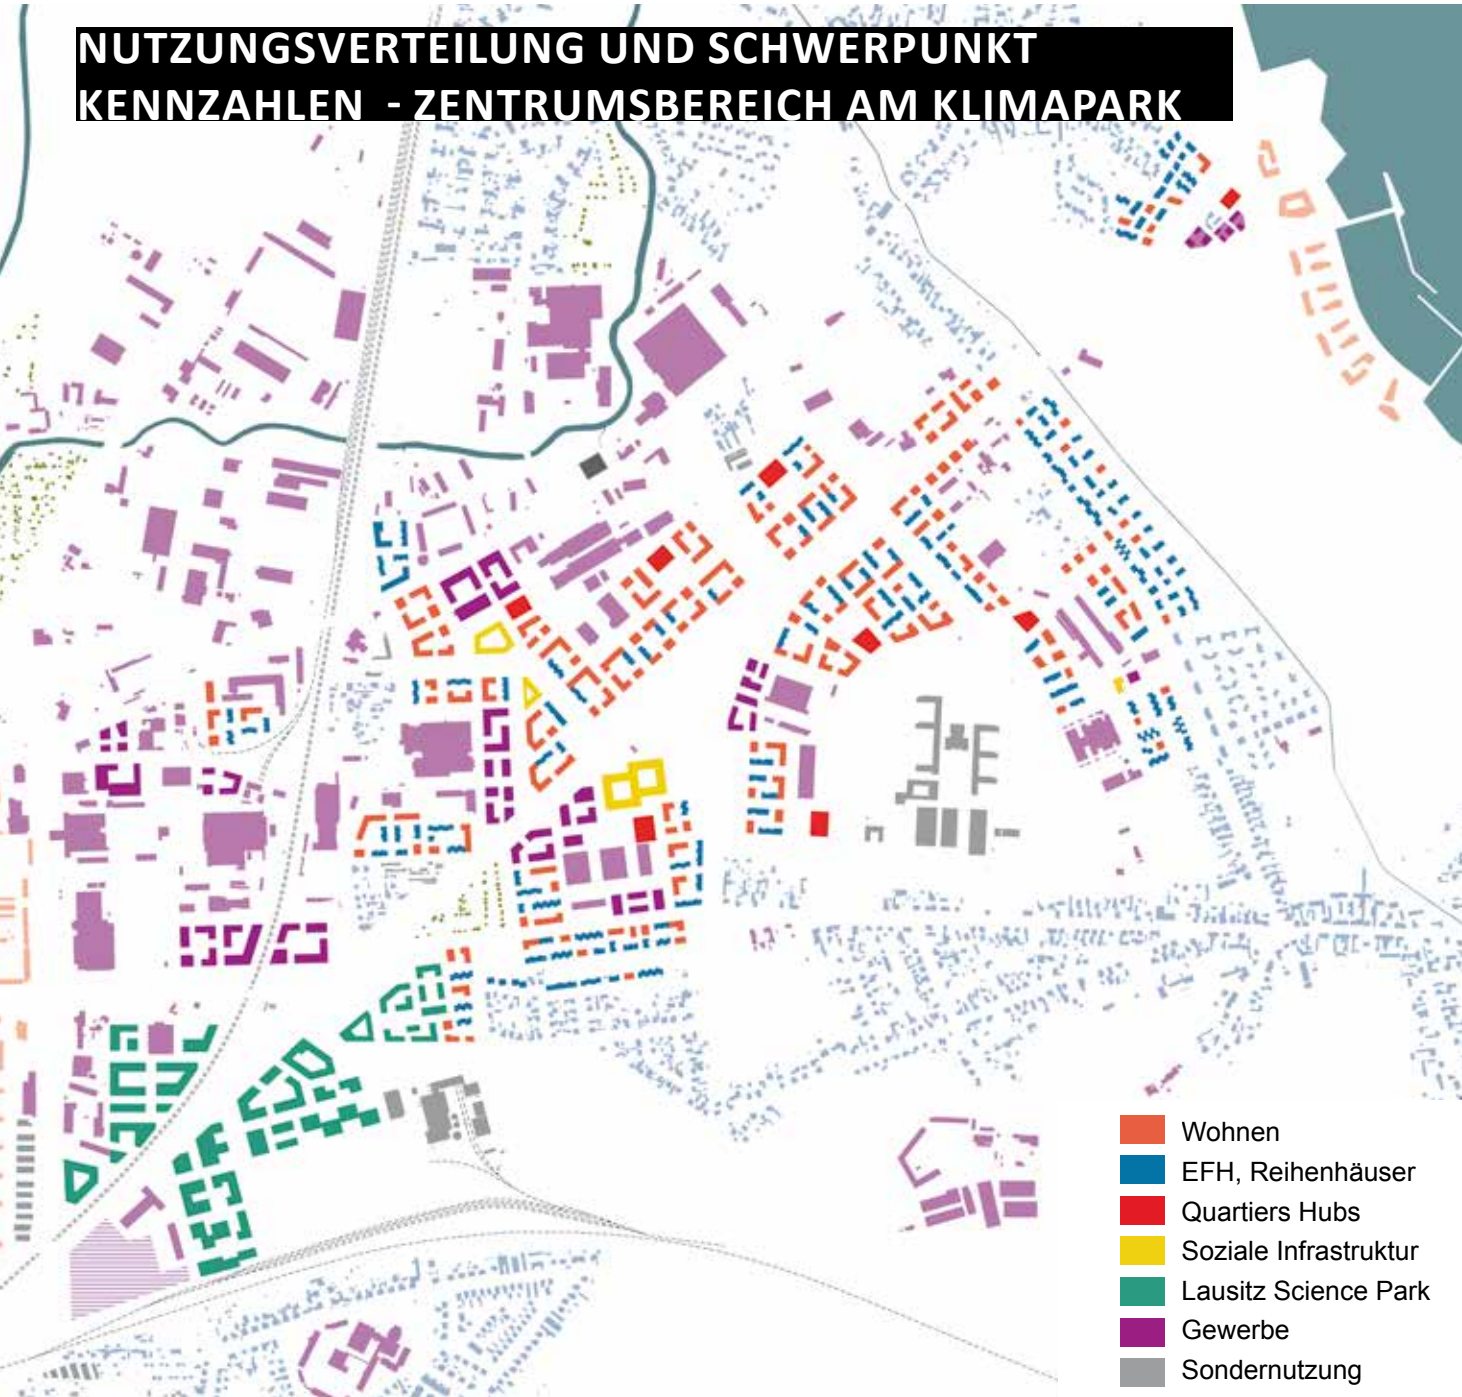 NUTZUNGSVERTEILUNG UND SCHWERPUNKT
KENNZAHLEN - ZENTRUMSBEREICH AM KLIMAPARK
Wohnen
EFH, Reihenhäuser
Quartiers Hubs
Soziale Infrastruktur
Lausitz Science Park
Gewerbe
Sondernutzung